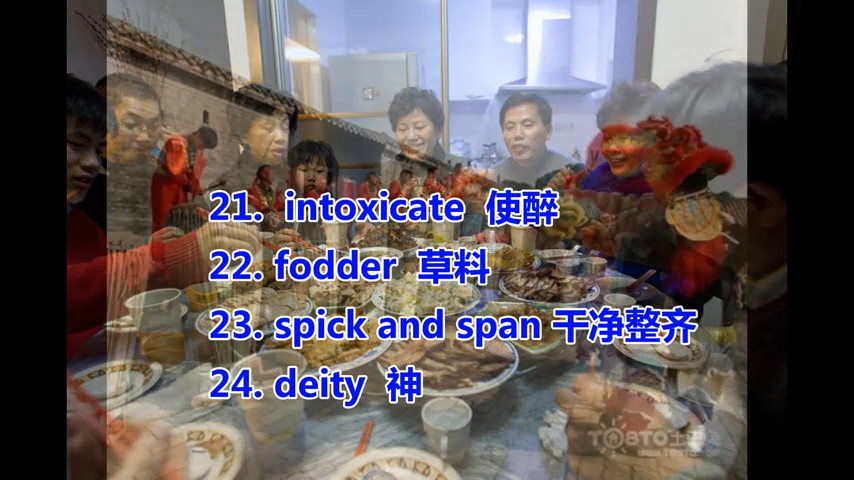 21. intoxicate 使醉
22. fodder 草料
23. spick and span 干净整齐
24. deity 神